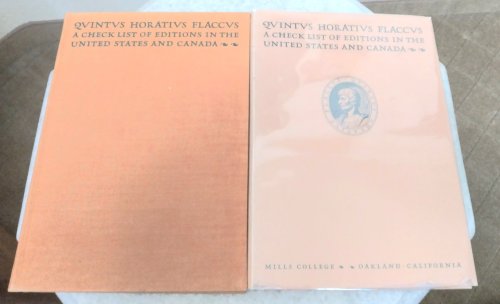 QVINTVS HORATIVS FLACCVS
A CHECK LIST OF EDITIONS IN THE
UNITED STATES AND CANADA ❧ ❧
QVINTVS HORATIVS FLACCVS
A CHECK LIST OF EDITIONS IN THE
UNITED STATES AND CANADA ❧ ❧
MILLS COLLEGE ❧ ❧ OAKLAND · CALIFORNIA